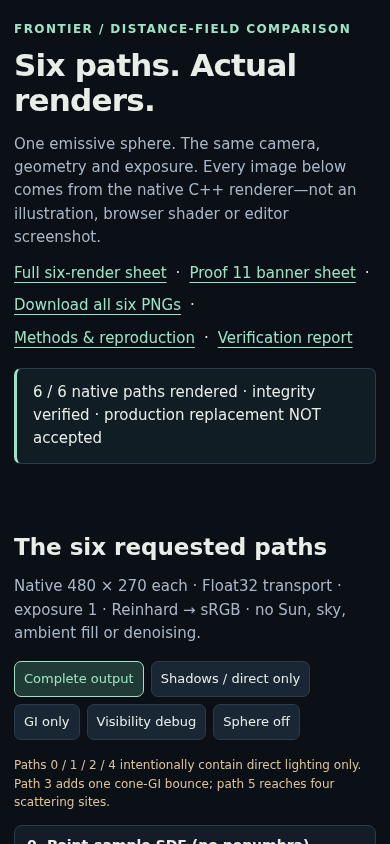 FRONTIER / DISTANCE-FIELD COMPARISON
Six paths. Actual
renders.
One emissive sphere. The same camera,
geometry and exposure. Every image below
comes from the native C++ renderer—not an
illustration, browser shader or editor
screenshot.
Full six-render sheet · Proof 11 banner sheet ·
Download all six PNGs ·
Methods & reproduction · Verification report
6 / 6 native paths rendered · integrity
verified · production replacement NOT
accepted
The six requested paths
Native 480 × 270 each · Float32 transport ·
exposure 1 · Reinhard → sRGB · no Sun, sky,
ambient fill or denoising.
Complete output
Shadows / direct only
GI only
Visibility debug
Sphere off
Paths 0 / 1 / 2 / 4 intentionally contain direct lighting only.
Path 3 adds one cone-GI bounce; path 5 reaches four
scattering sites.
0. Point-sample SDF (no penumbra)